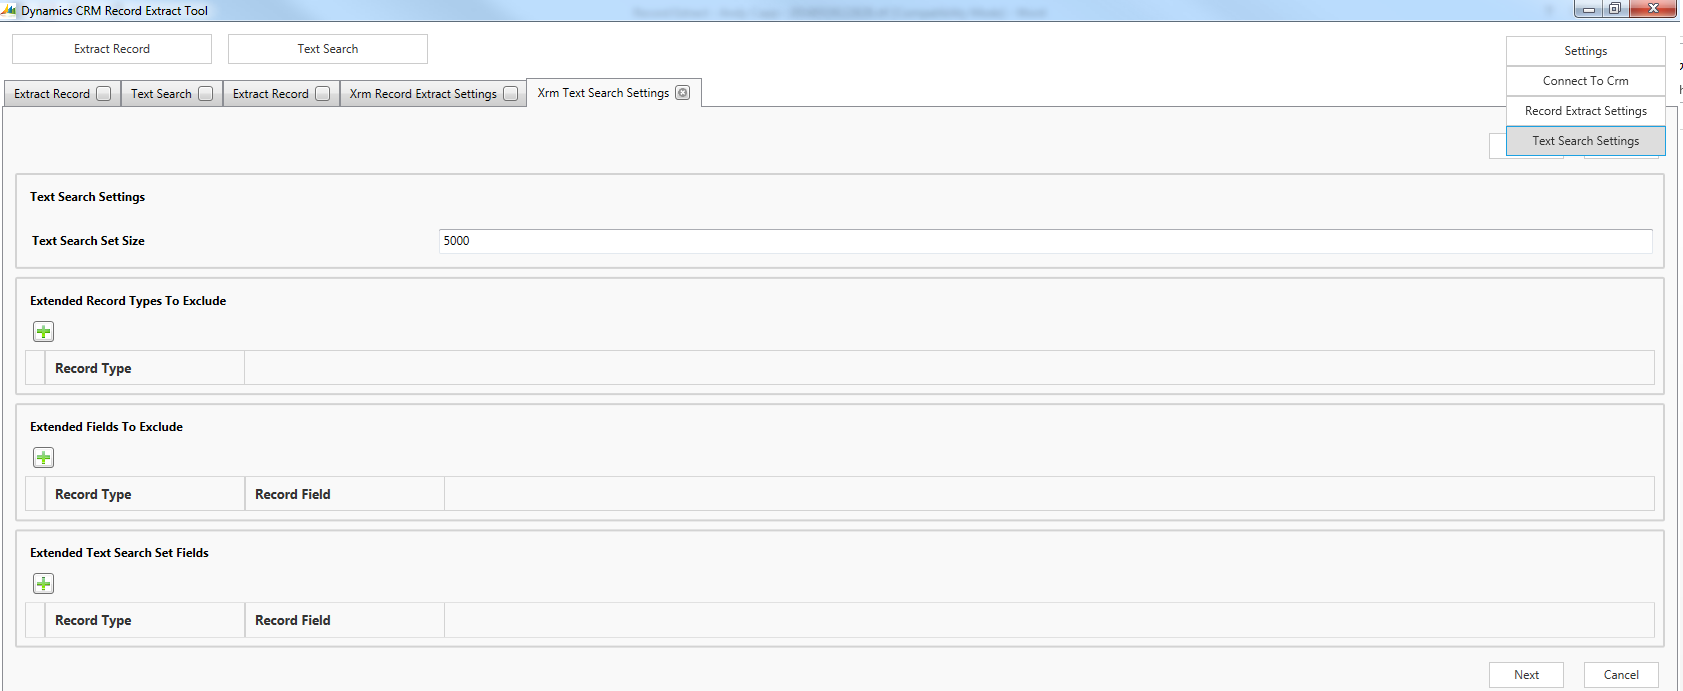 Dynamics CRM Record Extract Tool
Extract Record Text Search
Settings
Connect To Crm
Record Extract Settings
Text Search Settings
Extract Record Text Search Extract Record Xrm Record Extract Settings Xrm Text Search Settings
Text Search Settings
Text Search Set Size 5000
Extended Record Types To Exclude
Record Type
Extended Fields To Exclude
Record Type Record Field
Extended Text Search Set Fields
Record Type Record Field
Next Cancel